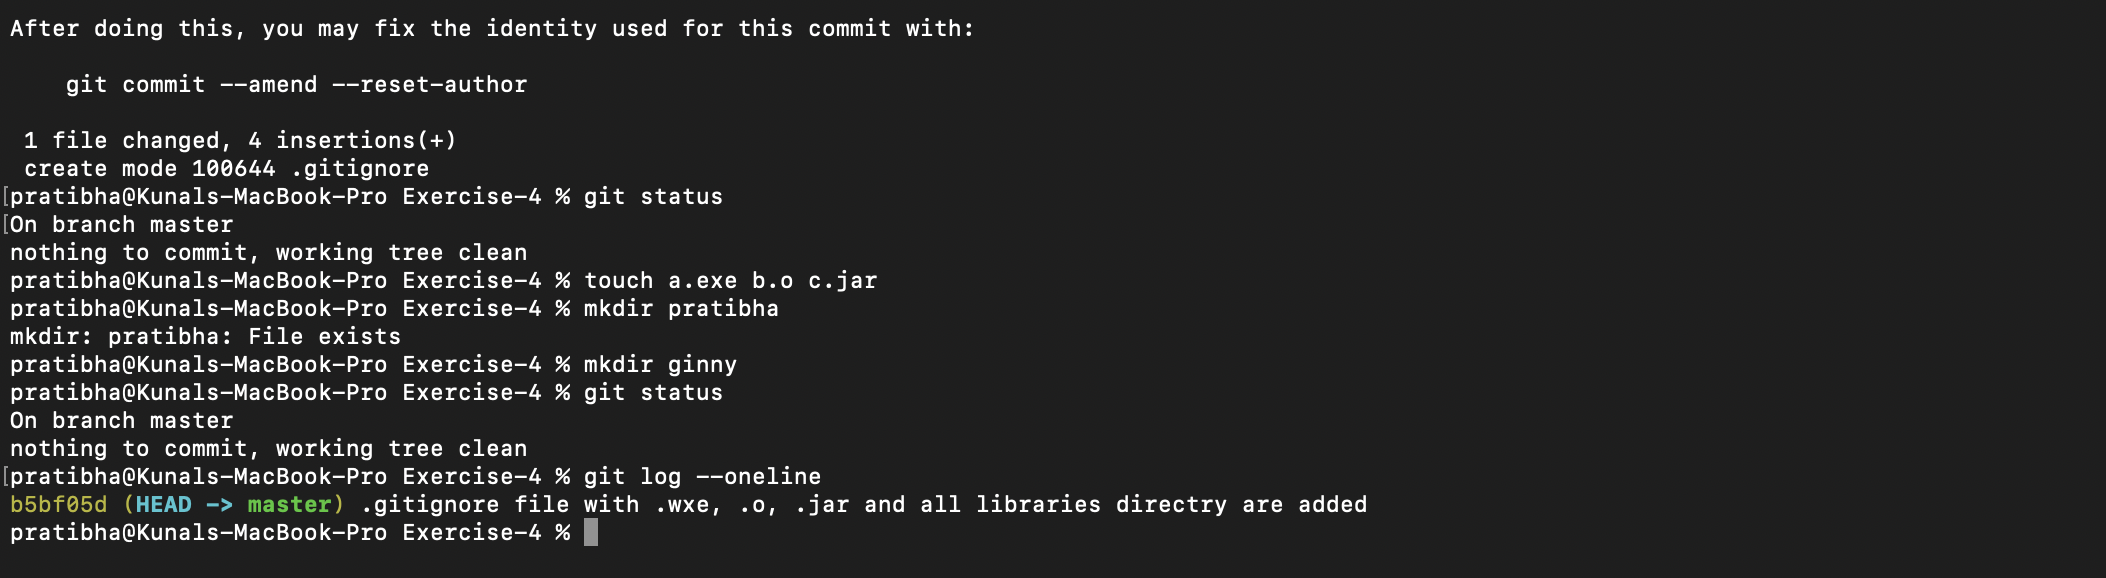 After doing this, you may fix the identity used for this commit with:
git commit --amend --reset-author
1 file changed, 4 insertions(+)
create mode 100644 .gitignore
[pratibha@Kunals-MacBook-Pro Exercise-4 % git status
[On branch master
nothing to commit, working tree clean
pratibha@Kunals-MacBook-Pro Exercise-4 % touch a.exe b.o c.jar
pratibha@Kunals-MacBook-Pro Exercise-4 % mkdir pratibha
mkdir: pratibha: File exists
pratibha@Kunals-MacBook-Pro Exercise-4 % mkdir ginny
pratibha@Kunals-MacBook-Pro Exercise-4 % git status
On branch master
nothing to commit, working tree clean
[pratibha@Kunals-MacBook-Pro Exercise-4 % git log --oneline
b5bf05d (HEAD -> master) .gitignore file with .wxe, .o, .jar and all libraries directry are added
pratibha@Kunals-MacBook-Pro Exercise-4 %